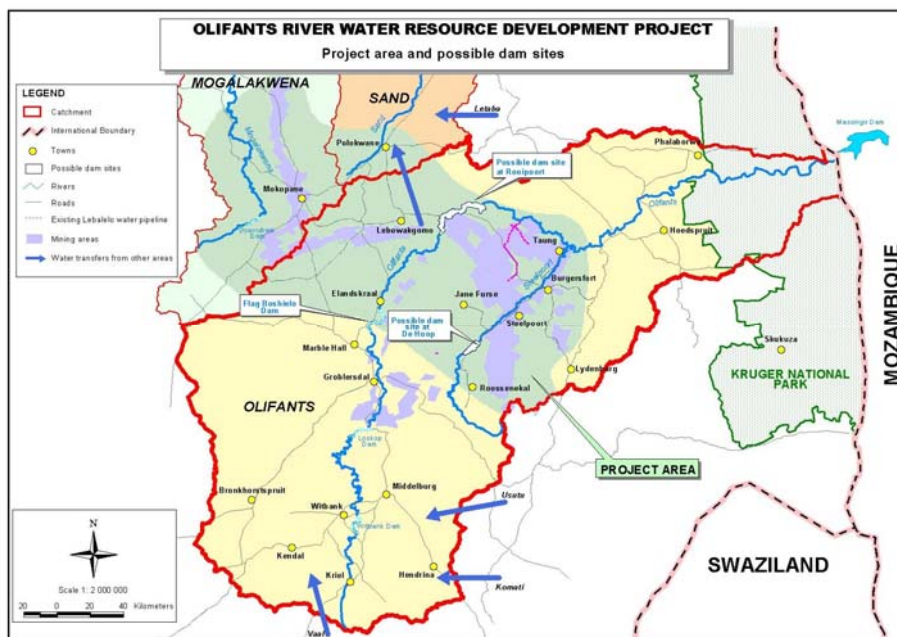 OLIFANTS RIVER WATER RESOURCE DEVELOPMENT PROJECT
Project area and possible dam sites
LEGEND
Catchment
International Boundary
Towns
Possible dam sites
Rivers
Roads
Existing Lebalelo water pipeline
Mining areas
Water transfers from other areas
MOGALAKWENA
SAND
Letaba
Sand
Polokwane
Mokopane
Lebowakgomo
Possible dam site
at Rooipoort
Phalaborwa
Massingir Dam
Olifants
Hoedspruit
Taung
Steelpoort
Burgersfort
Olifants
Elandskraal
Jane Furse
Flag Boshielo
Dam
Possible dam
site at
De Hoop
Steelpoort
Marble Hall
Groblersdal
Lydenburg
Roossenekal
Skukuza
KRUGER NATIONAL
PARK
MOZAMBIQUE
OLIFANTS
Loskop
Dam
PROJECT AREA
Bronkhorstspruit
Middelburg
Usutu
Witbank
Witbank Dam
Kendal
Kriel
Hendrina
Komati
Vaal
SWAZILAND
N
Scale 1: 2 000 000
20 0 20 40 Kilometers